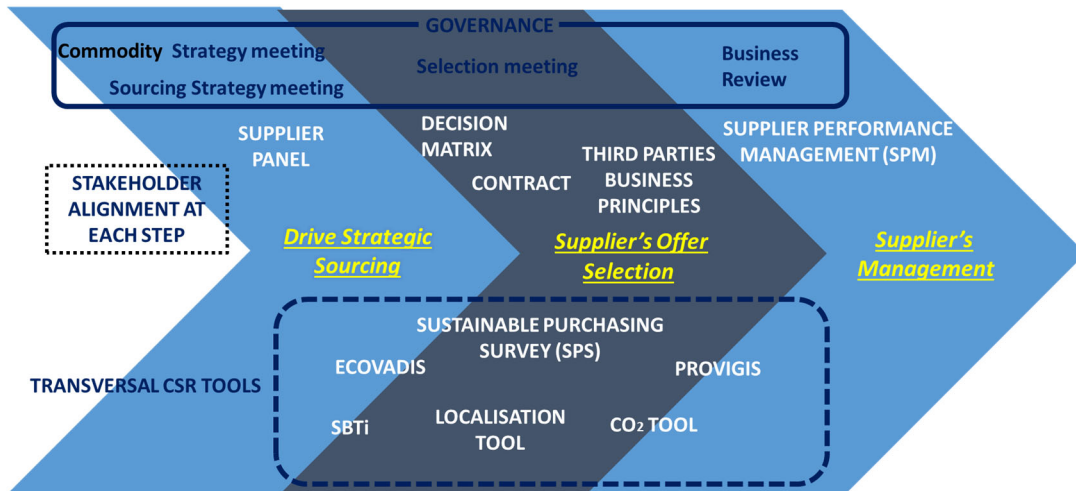 GOVERNANCE
Commodity Strategy meeting
Sourcing Strategy meeting
Selection meeting
Business
Review
SUPPLIER
PANEL
DECISION
MATRIX
CONTRACT
THIRD PARTIES
BUSINESS
PRINCIPLES
SUPPLIER PERFORMANCE
MANAGEMENT (SPM)
STAKEHOLDER
ALIGNMENT AT
EACH STEP
Drive Strategic
Sourcing
Supplier’s Offer
Selection
Supplier’s
Management
TRANSVERSAL CSR TOOLS
SUSTAINABLE PURCHASING
SURVEY (SPS)
ECOVADIS
PROVIGIS
SBTi
LOCALISATION
TOOL
CO₂ TOOL